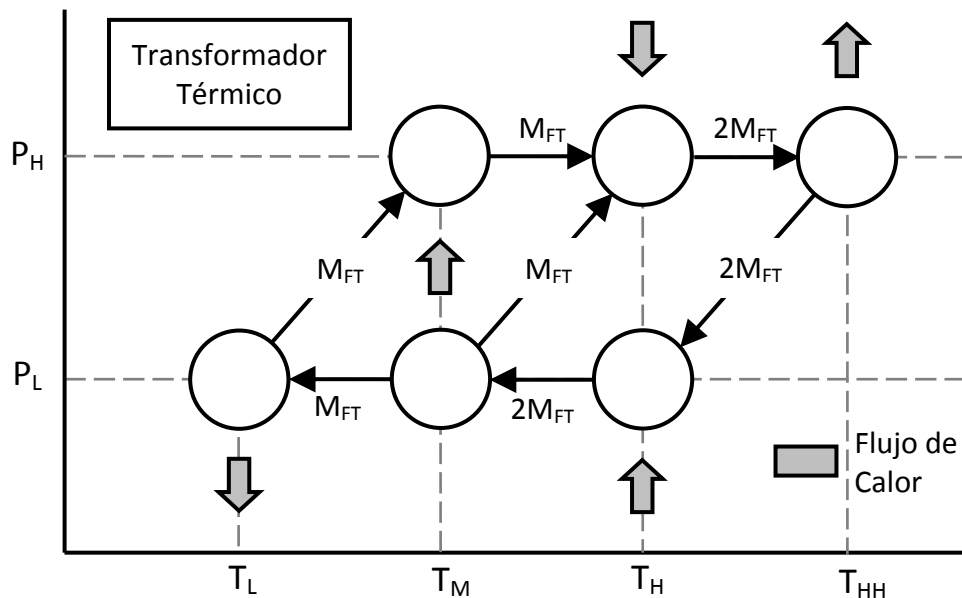 Transformador
Térmico
P_H
M_FT
2M_FT
M_FT
M_FT
2M_FT
P_L
M_FT
2M_FT
Flujo de
Calor
T_L
T_M
T_H
T_HH